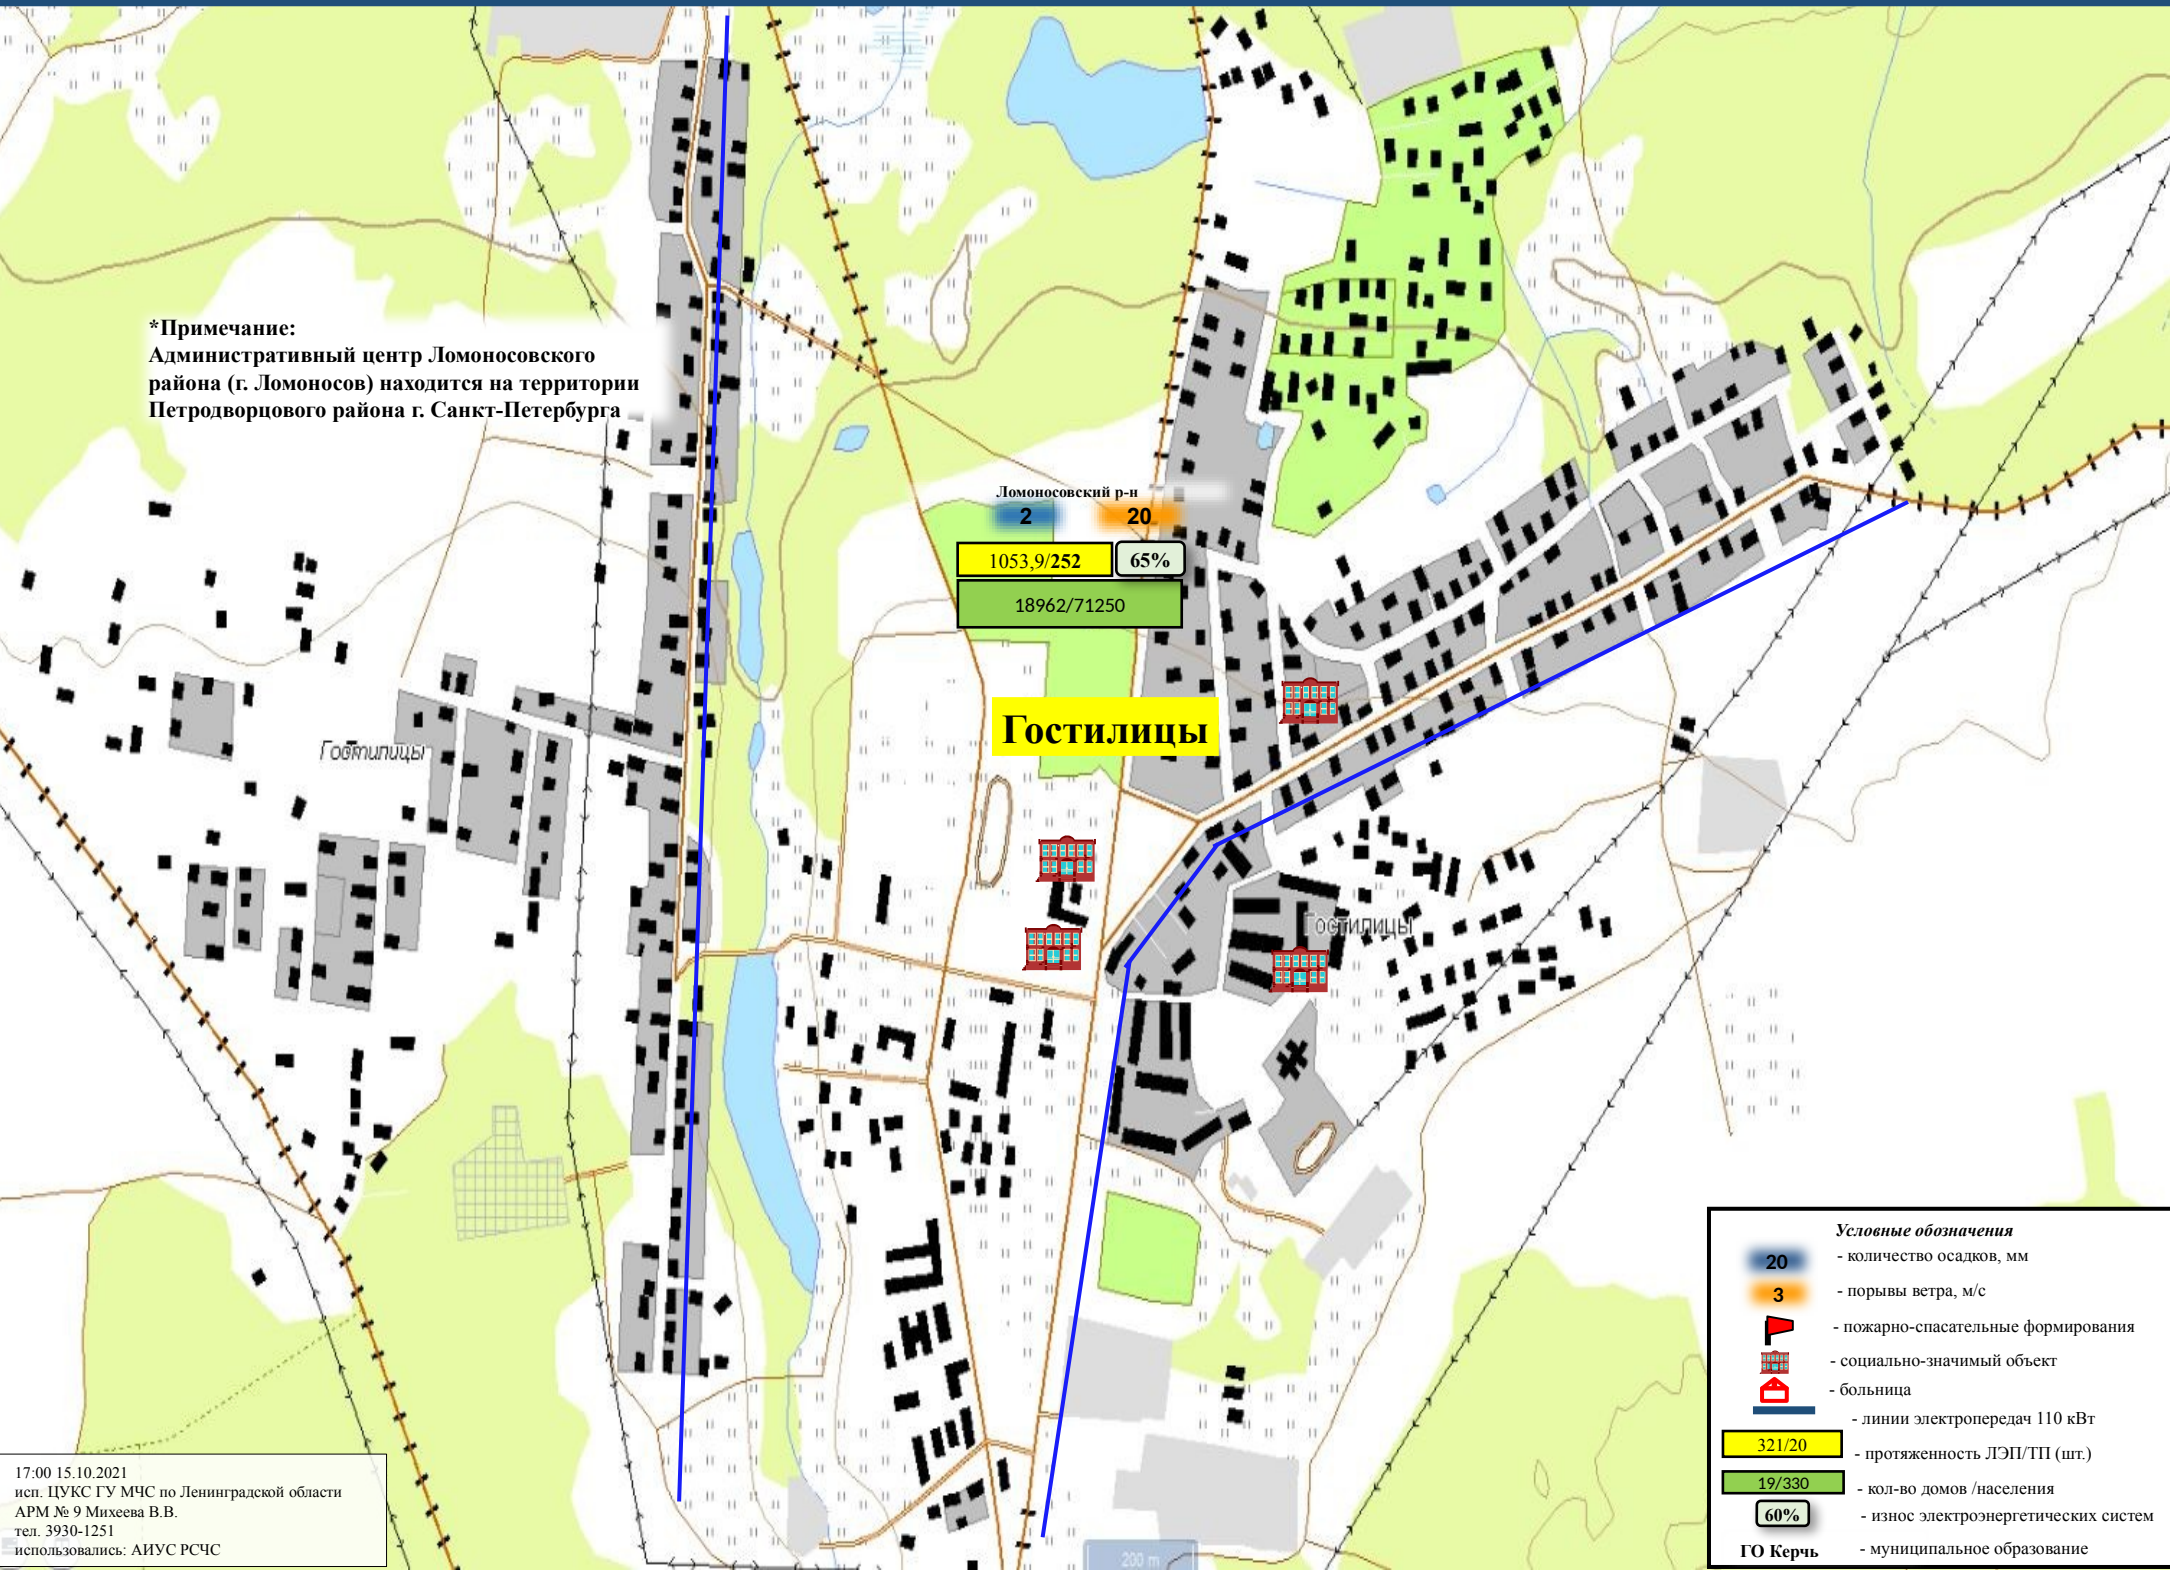 *Примечание:
Административный центр Ломоносовского
района (г. Ломоносов) находится на территории
Петродворцового района г. Санкт-Петербурга
Ломоносовский р-н
2 20
1053,9/252 65%
18962/71250
Гостилицы
Гостилицы
Гостилицы
Условные обозначения
20 - количество осадков, мм
3 - порывы ветра, м/с
- пожарно-спасательные формирования
- социально-значимый объект
- больница
- линии электропередач 110 кВт
321/20 - протяженность ЛЭП/ТП (шт.)
19/330 - кол-во домов /населения
60% - износ электроэнергетических систем
ГО Керчь - муниципальное образование
17:00 15.10.2021
исп. ЦУКС ГУ МЧС по Ленинградской области
АРМ № 9 Михеева В.В.
тел. 3930-1251
использовались: АИУС РСЧС
200 m